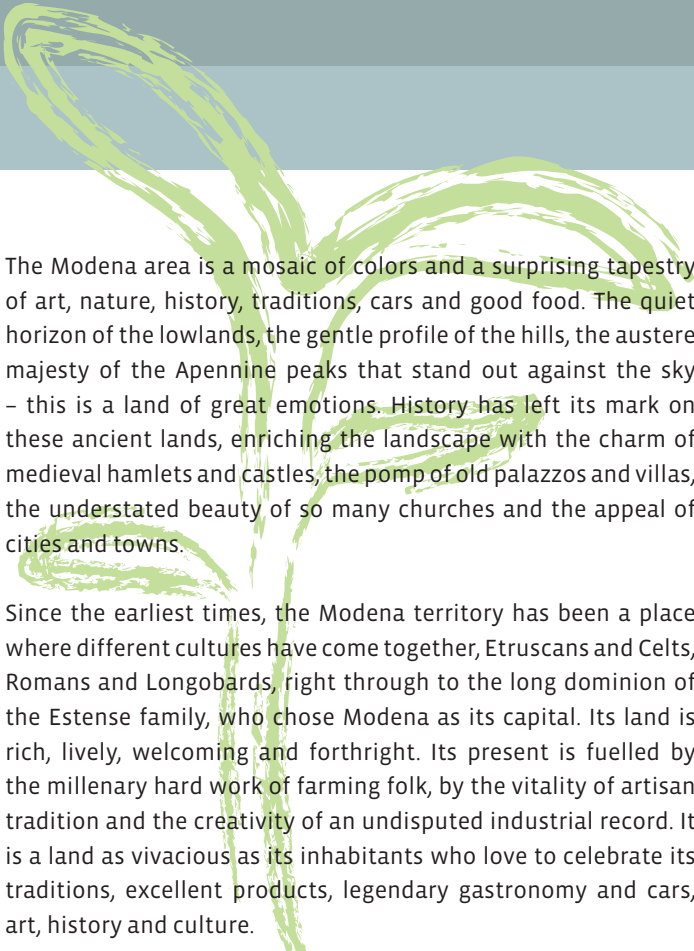 The Modena area is a mosaic of colors and a surprising tapestry
of art, nature, history, traditions, cars and good food. The quiet
horizon of the lowlands, the gentle profile of the hills, the austere
majesty of the Apennine peaks that stand out against the sky
– this is a land of great emotions. History has left its mark on
these ancient lands, enriching the landscape with the charm of
medieval hamlets and castles, the pomp of old palazzos and villas,
the understated beauty of so many churches and the appeal of
cities and towns.
Since the earliest times, the Modena territory has been a place
where different cultures have come together, Etruscans and Celts,
Romans and Longobards, right through to the long dominion of
the Estense family, who chose Modena as its capital. Its land is
rich, lively, welcoming and forthright. Its present is fuelled by
the millenary hard work of farming folk, by the vitality of artisan
tradition and the creativity of an undisputed industrial record. It
is a land as vivacious as its inhabitants who love to celebrate its
traditions, excellent products, legendary gastronomy and cars,
art, history and culture.